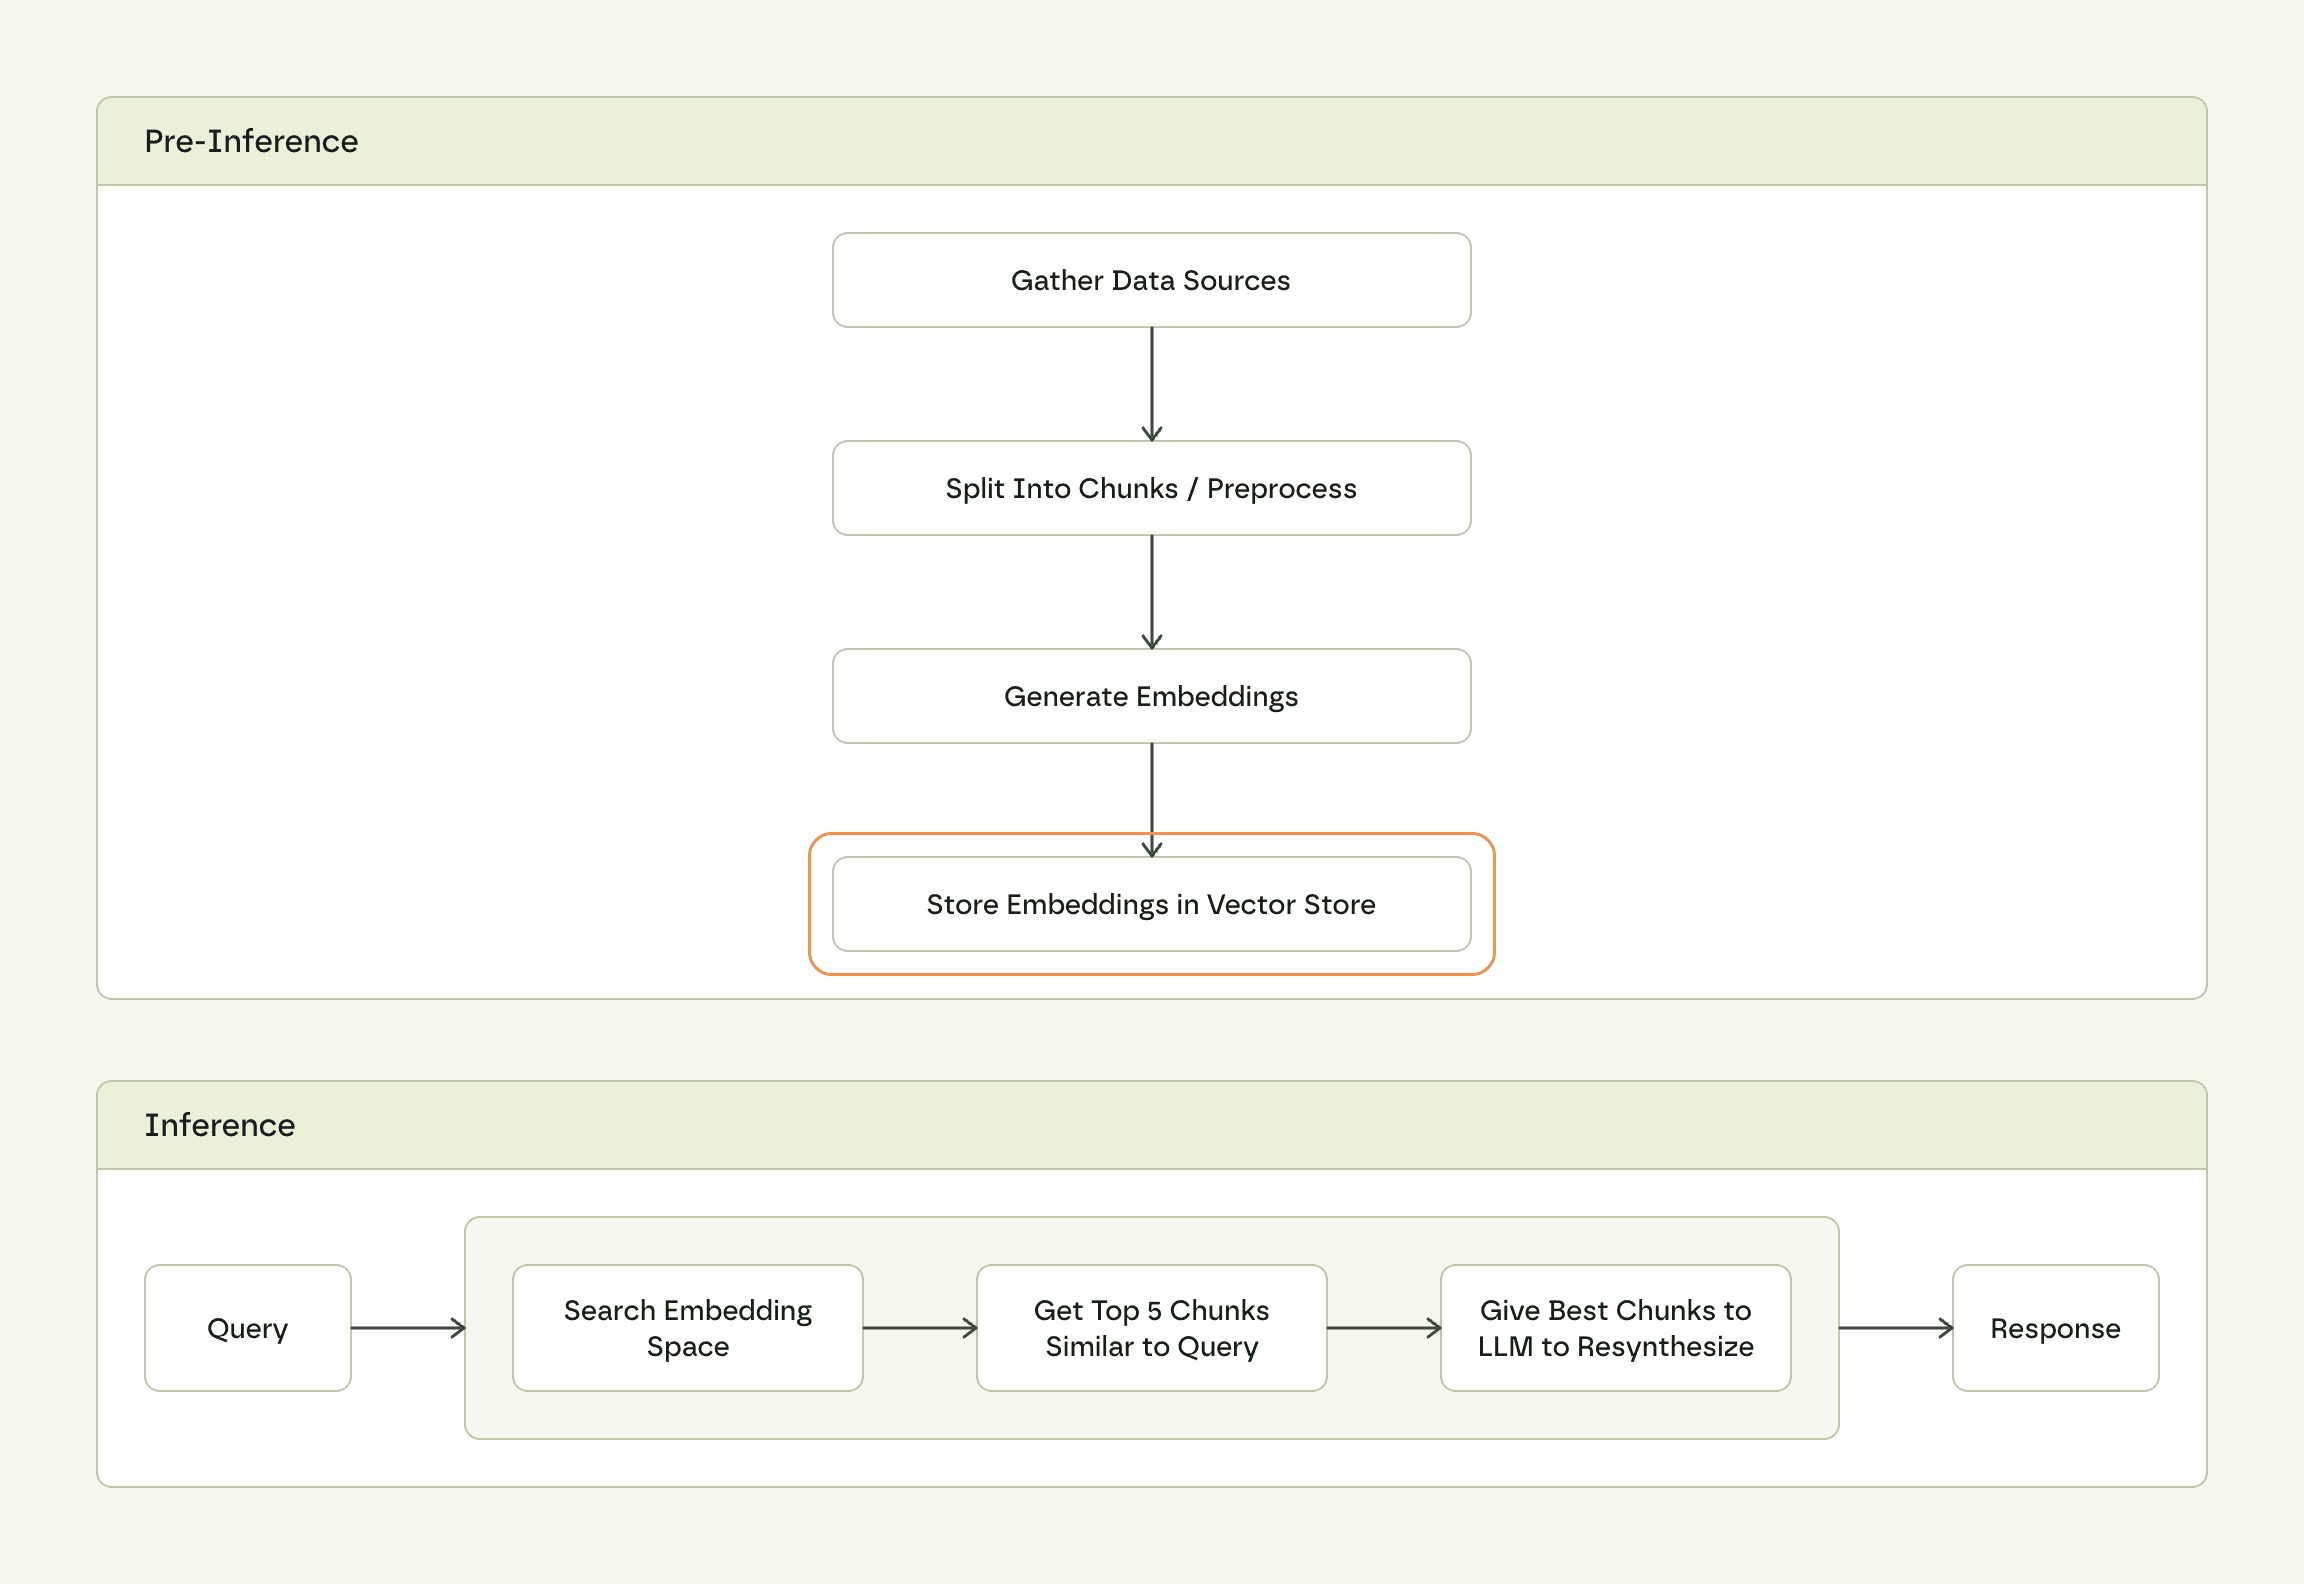 Pre-Inference
Gather Data Sources
Split Into Chunks / Preprocess
Generate Embeddings
Store Embeddings in Vector Store
Inference
Query
Search Embedding
Space
Get Top 5 Chunks
Similar to Query
Give Best Chunks to
LLM to Resynthesize
Response